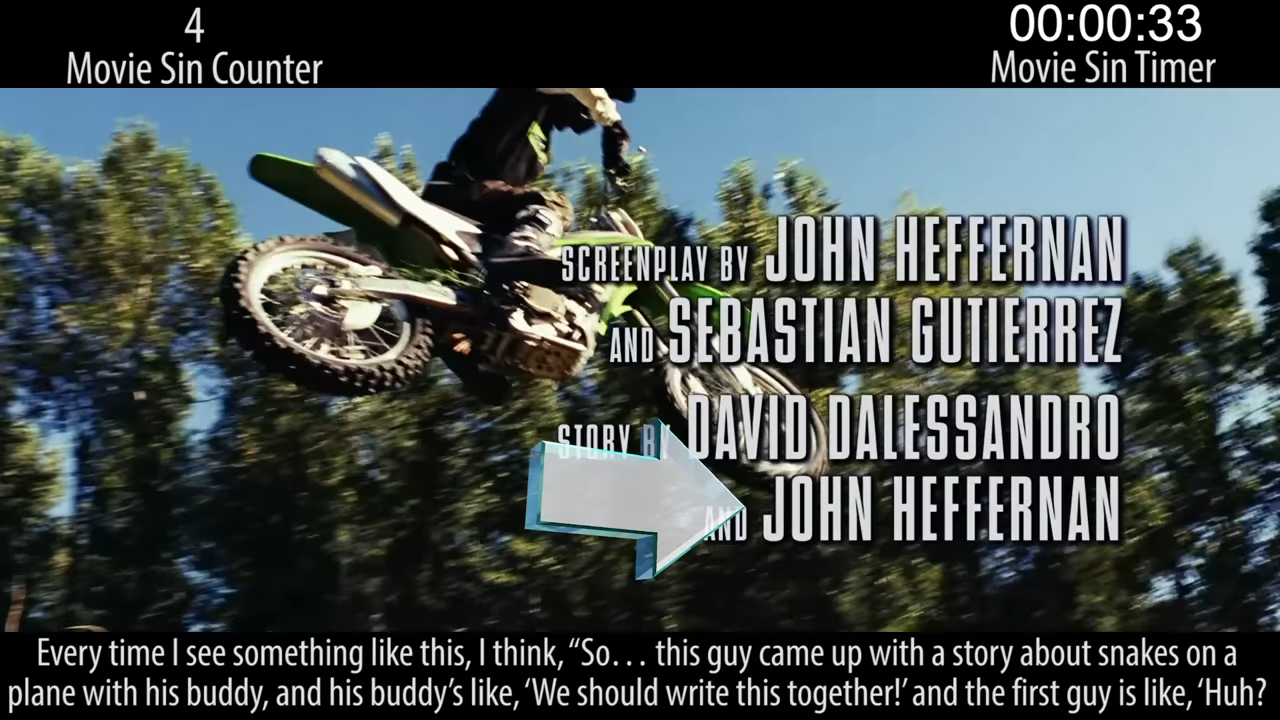 4
Movie Sin Counter
00:00:33
Movie Sin Timer
SCREENPLAY BY JOHN HEFFERNAN
AND SEBASTIAN GUTIERREZ
STORY BY DAVID DALESSANDRO
AND JOHN HEFFERNAN
Every time I see something like this, I think, “So… this guy came up with a story about snakes on a
plane with his buddy, and his buddy’s like, ‘We should write this together!’ and the first guy is like, ‘Huh?